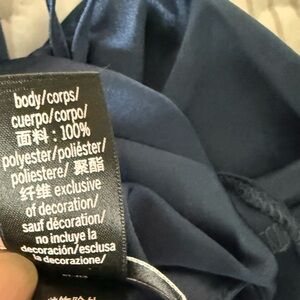 body/corps/
cuerpo/corpo/
面料：100%
polyester/poliéster/
poliestere/ 聚酯
纤维 exclusive
of decoration/
sauf décoration/
no incluye la
decoración/esclusa
la decorazione/